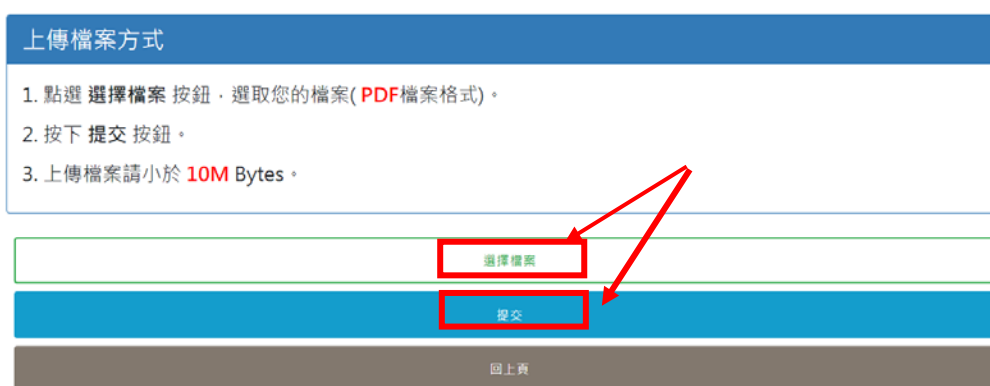 上傳檔案方式
1. 點選 選擇檔案 按鈕，選取您的檔案( PDF檔案格式)。
2. 按下 提交 按鈕。
3. 上傳檔案請小於 10M Bytes。
選擇檔案
提交
回上頁